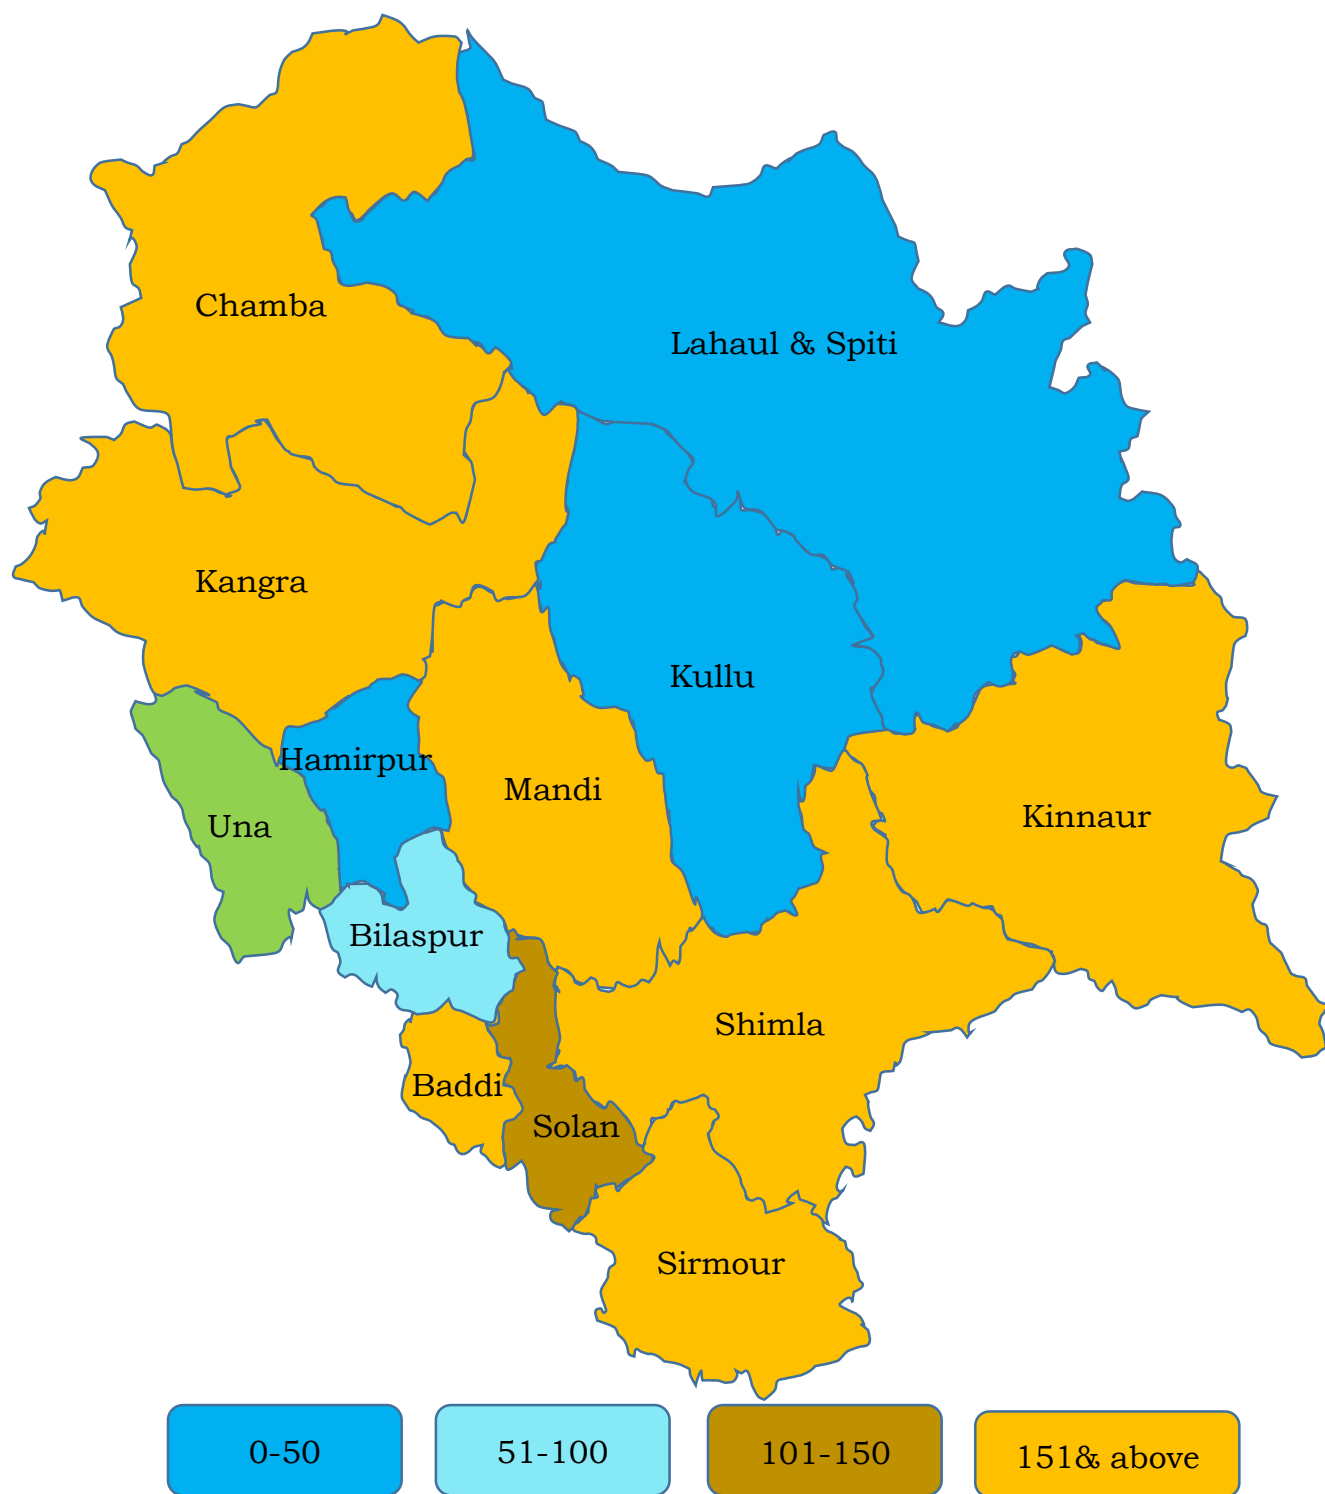 Chamba
Lahaul & Spiti
Kangra
Kullu
Hamirpur
Mandi
Una
Kinnaur
Bilaspur
Shimla
Baddi
Solan
Sirmour
0-50
51-100
101-150
151& above